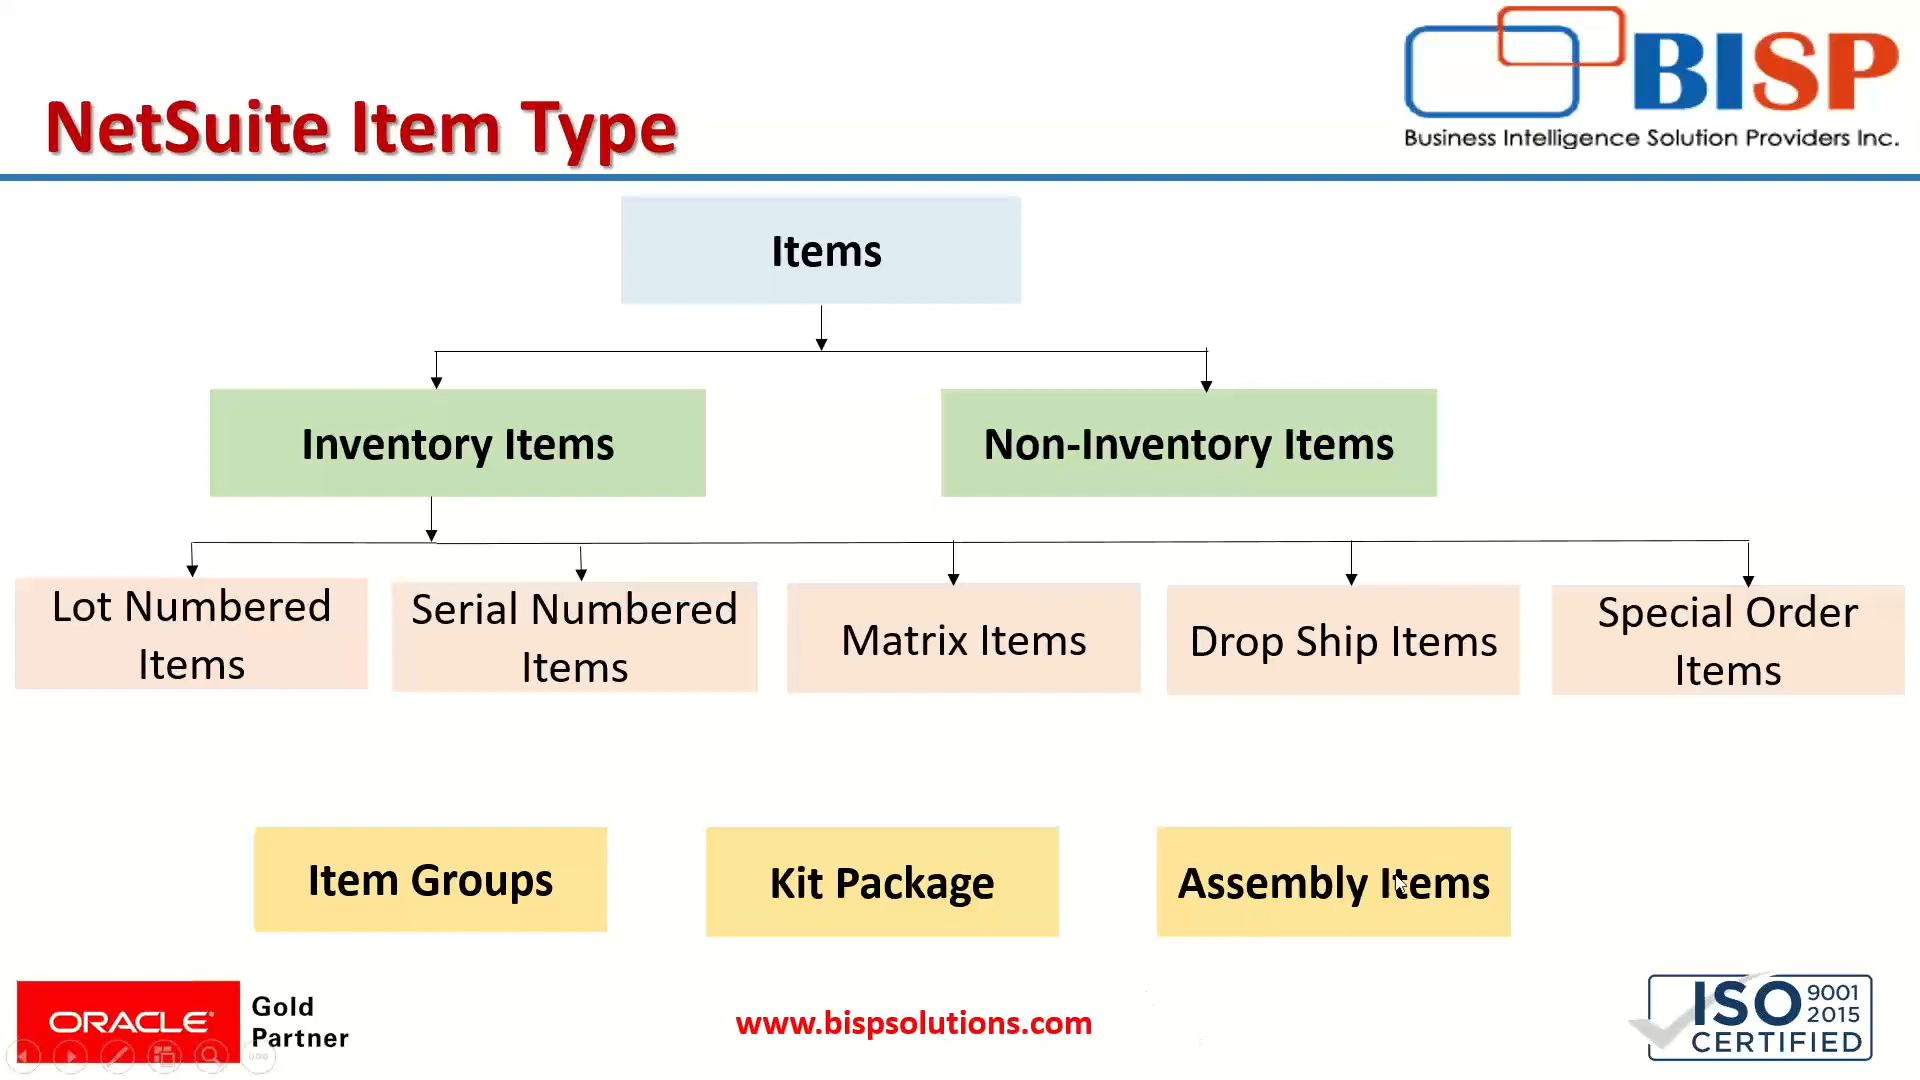 BISP
Business Intelligence Solution Providers Inc.
NetSuite Item Type
Items
Inventory Items
Non-Inventory Items
Lot Numbered
Items
Serial Numbered
Items
Matrix Items
Drop Ship Items
Special Order
Items
Item Groups
Kit Package
Assembly Items
ORACLE
Gold
Partner
www.bispsolutions.com
ISO 9001
2015
CERTIFIED